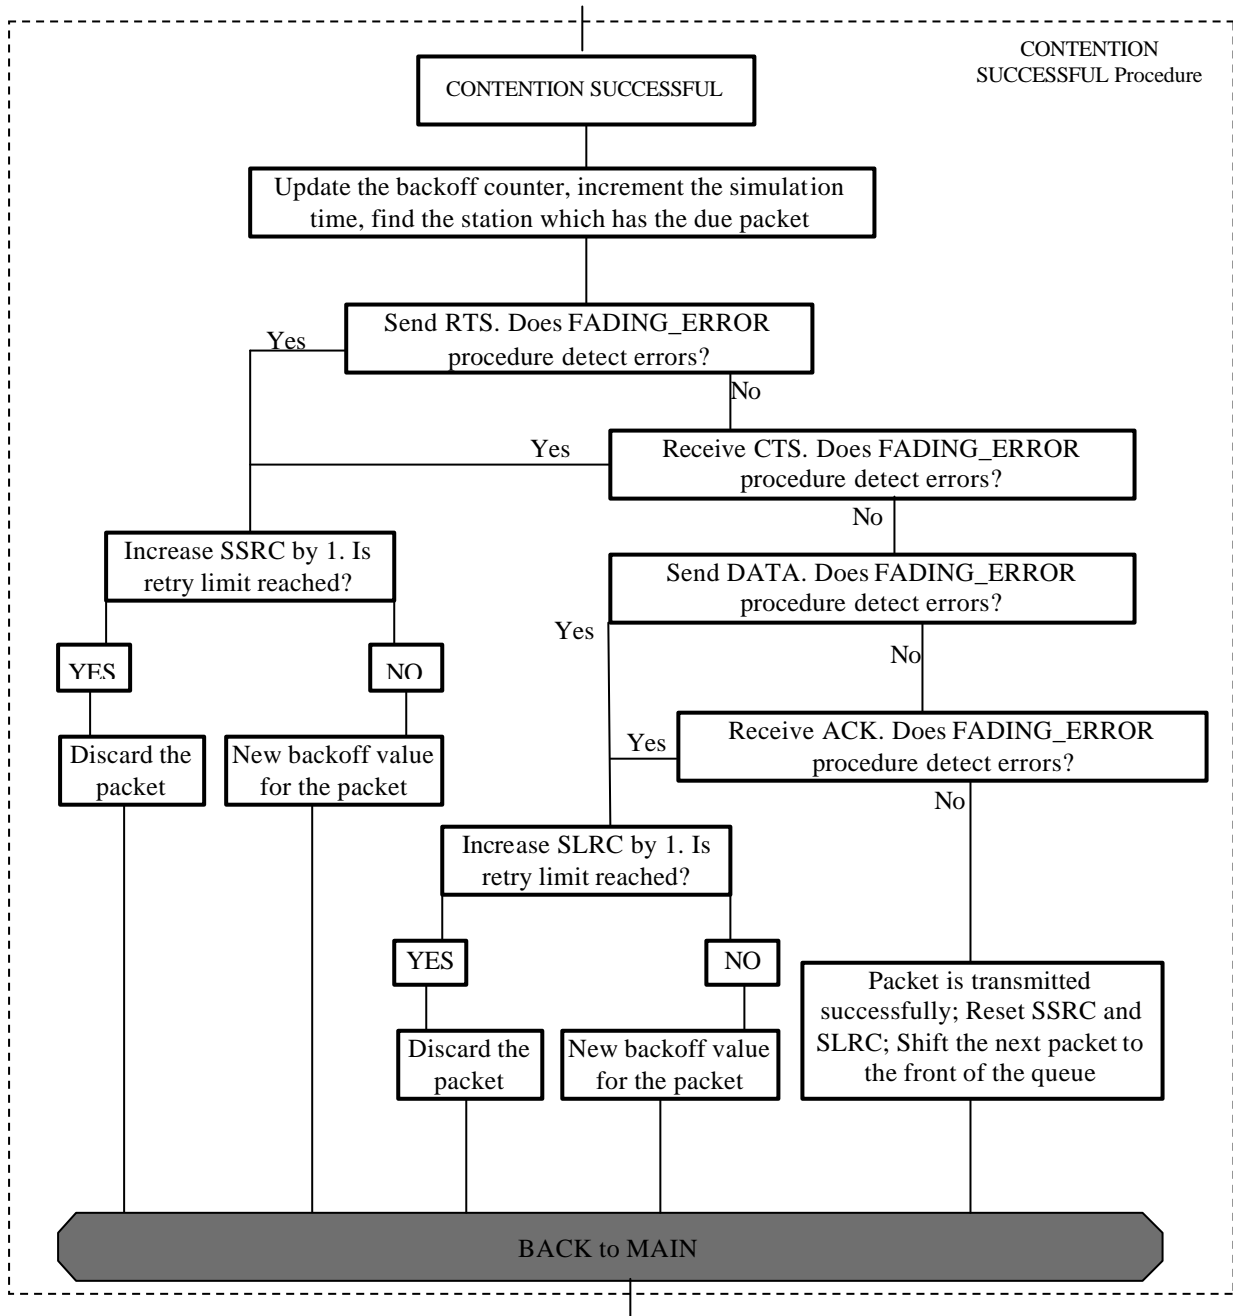 CONTENTION
SUCCESSFUL Procedure
CONTENTION SUCCESSFUL
Update the backoff counter, increment the simulation
time, find the station which has the due packet
Send RTS. Does FADING_ERROR
procedure detect errors?
Yes
No
Receive CTS. Does FADING_ERROR
procedure detect errors?
Yes
No
Increase SSRC by 1. Is
retry limit reached?
Send DATA. Does FADING_ERROR
procedure detect errors?
Yes
No
YES
NO
Receive ACK. Does FADING_ERROR
procedure detect errors?
Yes
No
Discard the
packet
New backoff value
for the packet
Increase SLRC by 1. Is
retry limit reached?
YES
NO
Packet is transmitted
successfully; Reset SSRC and
SLRC; Shift the next packet to
the front of the queue
Discard the
packet
New backoff value
for the packet
BACK to MAIN